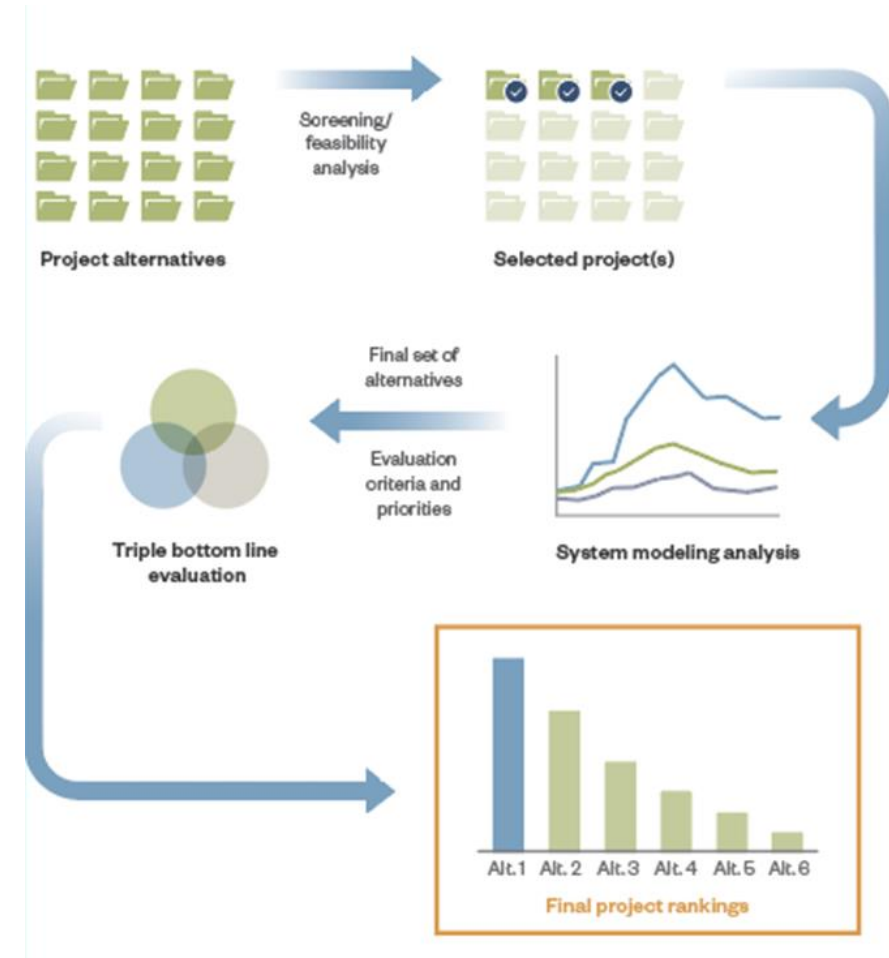 Screening/
feasibility
analysis
Project alternatives
Selected project(s)
Final set of
alternatives
Evaluation
criteria and
priorities
Triple bottom line
evaluation
System modeling analysis
Alt.1 Alt. 2 Alt.3 Alt. 4 Alt.5 Alt.6
Final project rankings